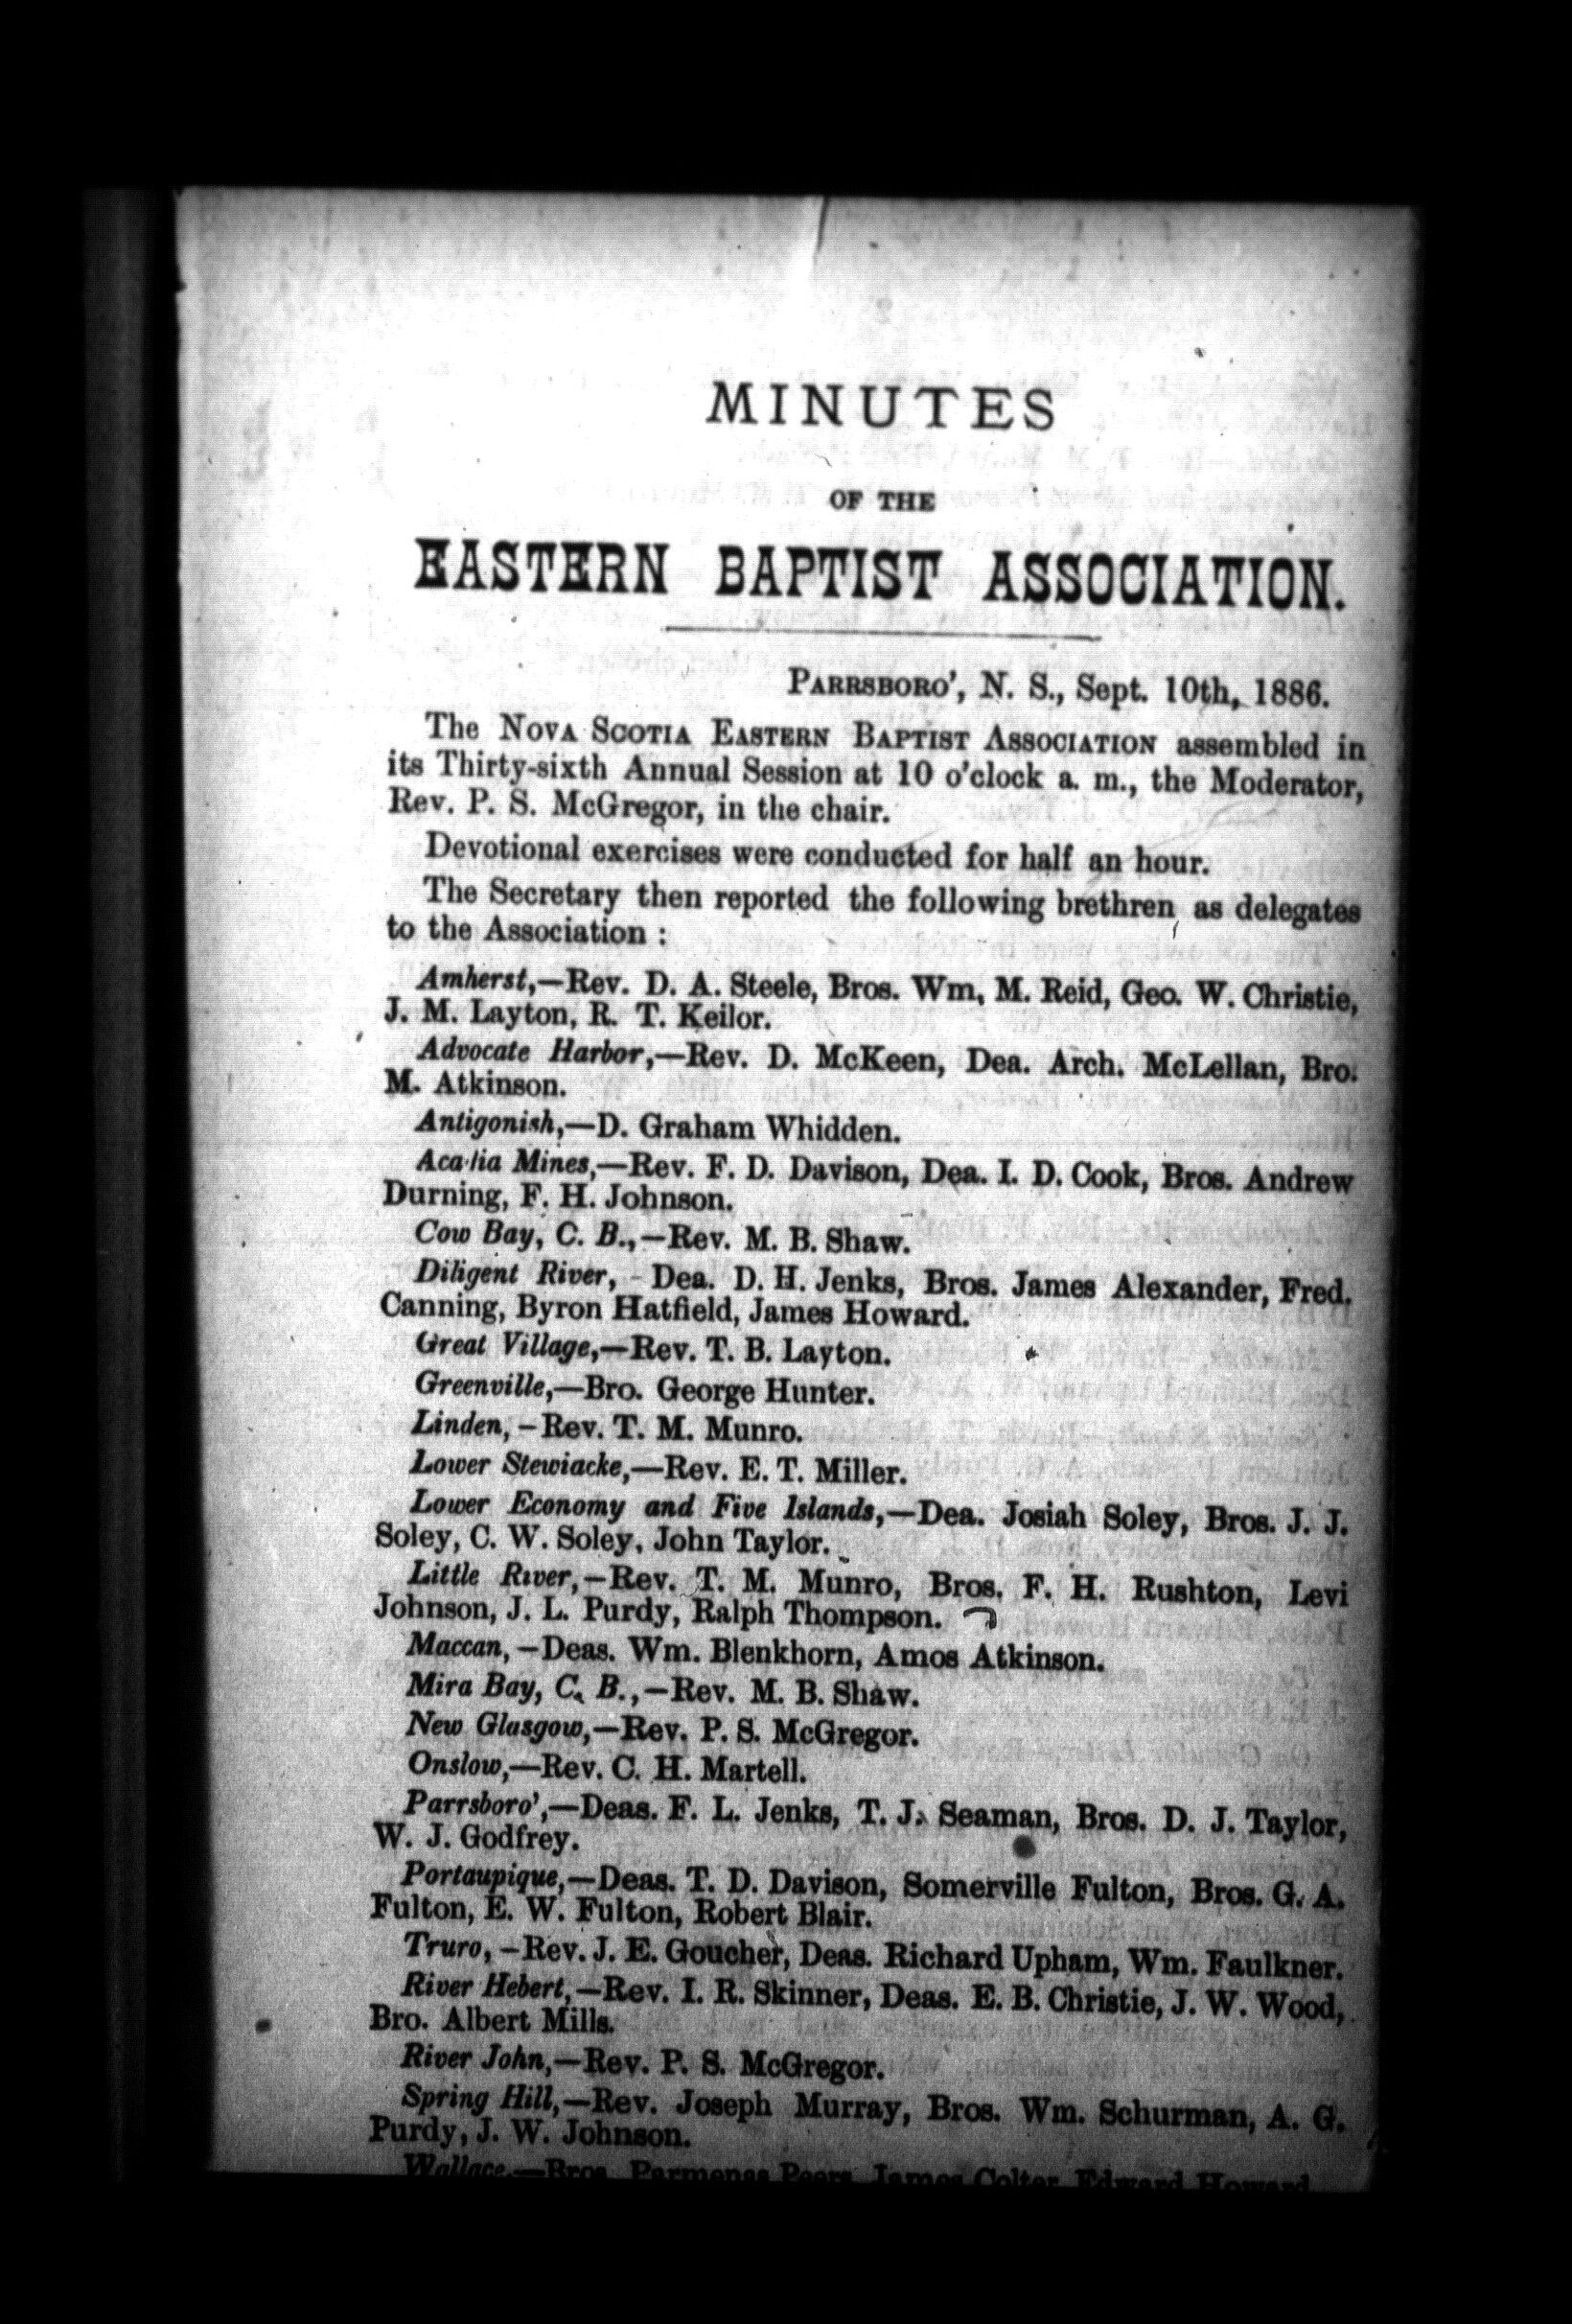 MINUTES
OF THE
EASTERN BAPTIST ASSOCIATION.
PARRSBORO', N. S., Sept. 10th, 1886.
The NOVA SCOTIA EASTERN BAPTIST ASSOCIATION assembled in
its Thirty-sixth Annual Session at 10 o'clock a. m., the Moderator,
Rev. P. S. McGregor, in the chair.
Devotional exercises were conducted for half an hour.
The Secretary then reported the following brethren as delegates
to the Association :
Amherst,—Rev. D. A. Steele, Bros. Wm, M. Reid, Geo. W. Christie,
J. M. Layton, R. T. Keilor.
Advocate Harbor,—Rev. D. McKeen, Dea. Arch. McLellan, Bro.
M. Atkinson.
Antigonish,—D. Graham Whidden.
Acadia Mines,—Rev. F. D. Davison, Dea. I. D. Cook, Bros. Andrew
Durning, F. H. Johnson.
Cow Bay, C. B.,—Rev. M. B. Shaw.
Diligent River, - Dea. D. H. Jenks, Bros. James Alexander, Fred.
Canning, Byron Hatfield, James Howard.
Great Village,—Rev. T. B. Layton.
Greenville,—Bro. George Hunter.
Linden, –Rev. T. M. Munro.
Lower Stewiacke,—Rev. E. T. Miller.
Lower Economy and Five Islands,—Dea. Josiah Soley, Bros. J. J.
Soley, C. W. Soley, John Taylor.
Little River,—Rev. T. M. Munro, Bros. F. H. Rushton, Levi
Johnson, J. L. Purdy, Ralph Thompson.
Maccan, —Deas. Wm. Blenkhorn, Amos Atkinson.
Mira Bay, C. B.,—Rev. M. B. Shaw.
New Glasgow,—Rev. P. S. McGregor.
Onslow,—Rev. C. H. Martell.
Parrsboro',—Deas. F. L. Jenks, T. J. Seaman, Bros. D. J. Taylor,
W. J. Godfrey.
Portaupique,—Deas. T. D. Davison, Somerville Fulton, Bros. G. A.
Fulton, E. W. Fulton, Robert Blair.
Truro, –Rev. J. E. Goucher, Deas. Richard Upham, Wm. Faulkner.
River Hebert,—Rev. I. R. Skinner, Deas. E. B. Christie, J. W. Wood,
Bro. Albert Mills.
River John,—Rev. P. S. McGregor.
Spring Hill,—Rev. Joseph Murray, Bros. Wm. Schurman, A. G.
Purdy, J. W. Johnson.
Wallace,—Bros. Parmenas Peers, James Colter, Edward Howard